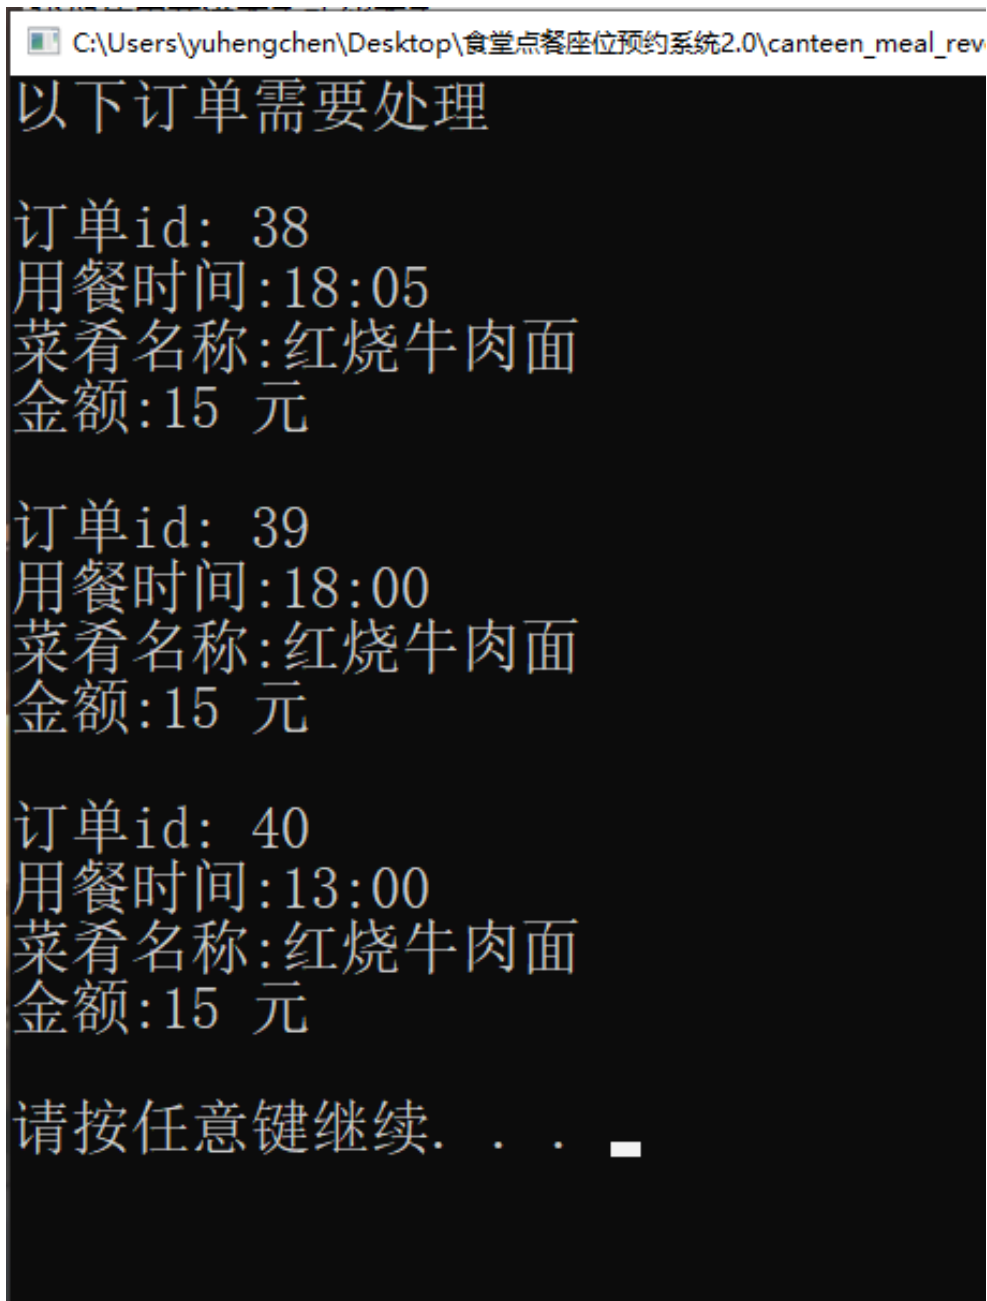 C:\Users\yuhengchen\Desktop\食堂点餐座位预约系统2.0\canteen_meal_rev
以下订单需要处理
订单id: 38
用餐时间:18:05
菜肴名称:红烧牛肉面
金额:15 元
订单id: 39
用餐时间:18:00
菜肴名称:红烧牛肉面
金额:15 元
订单id: 40
用餐时间:13:00
菜肴名称:红烧牛肉面
金额:15 元
请按任意键继续. . .